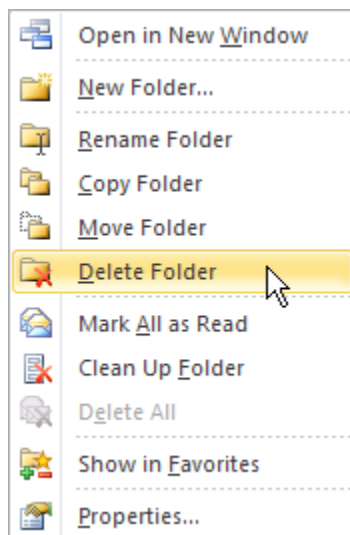 Open in New Window
New Folder...
Rename Folder
Copy Folder
Move Folder
Delete Folder
Mark All as Read
Clean Up Folder
Delete All
Show in Favorites
Properties...